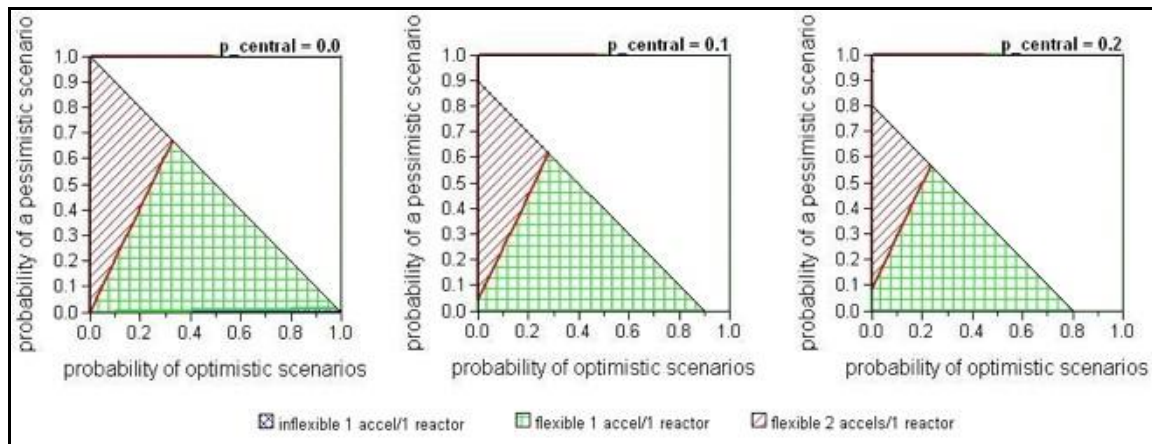 p_central = 0.0
probability of a pessimistic scenario
1.0
0.9
0.8
0.7
0.6
0.5
0.4
0.3
0.2
0.1
0.0
0.0 0.2 0.4 0.6 0.8 1.0
probability of optimistic scenarios
p_central = 0.1
probability of a pessimistic scenario
1.0
0.9
0.8
0.7
0.6
0.5
0.4
0.3
0.2
0.1
0.0
0.0 0.2 0.4 0.6 0.8 1.0
probability of optimistic scenarios
p_central = 0.2
probability of a pessimistic scenario
1.0
0.9
0.8
0.7
0.6
0.5
0.4
0.3
0.2
0.1
0.0
0.0 0.2 0.4 0.6 0.8 1.0
probability of optimistic scenarios
inflexible 1 accel/1 reactor flexible 1 accel/1 reactor flexible 2 accels/1 reactor